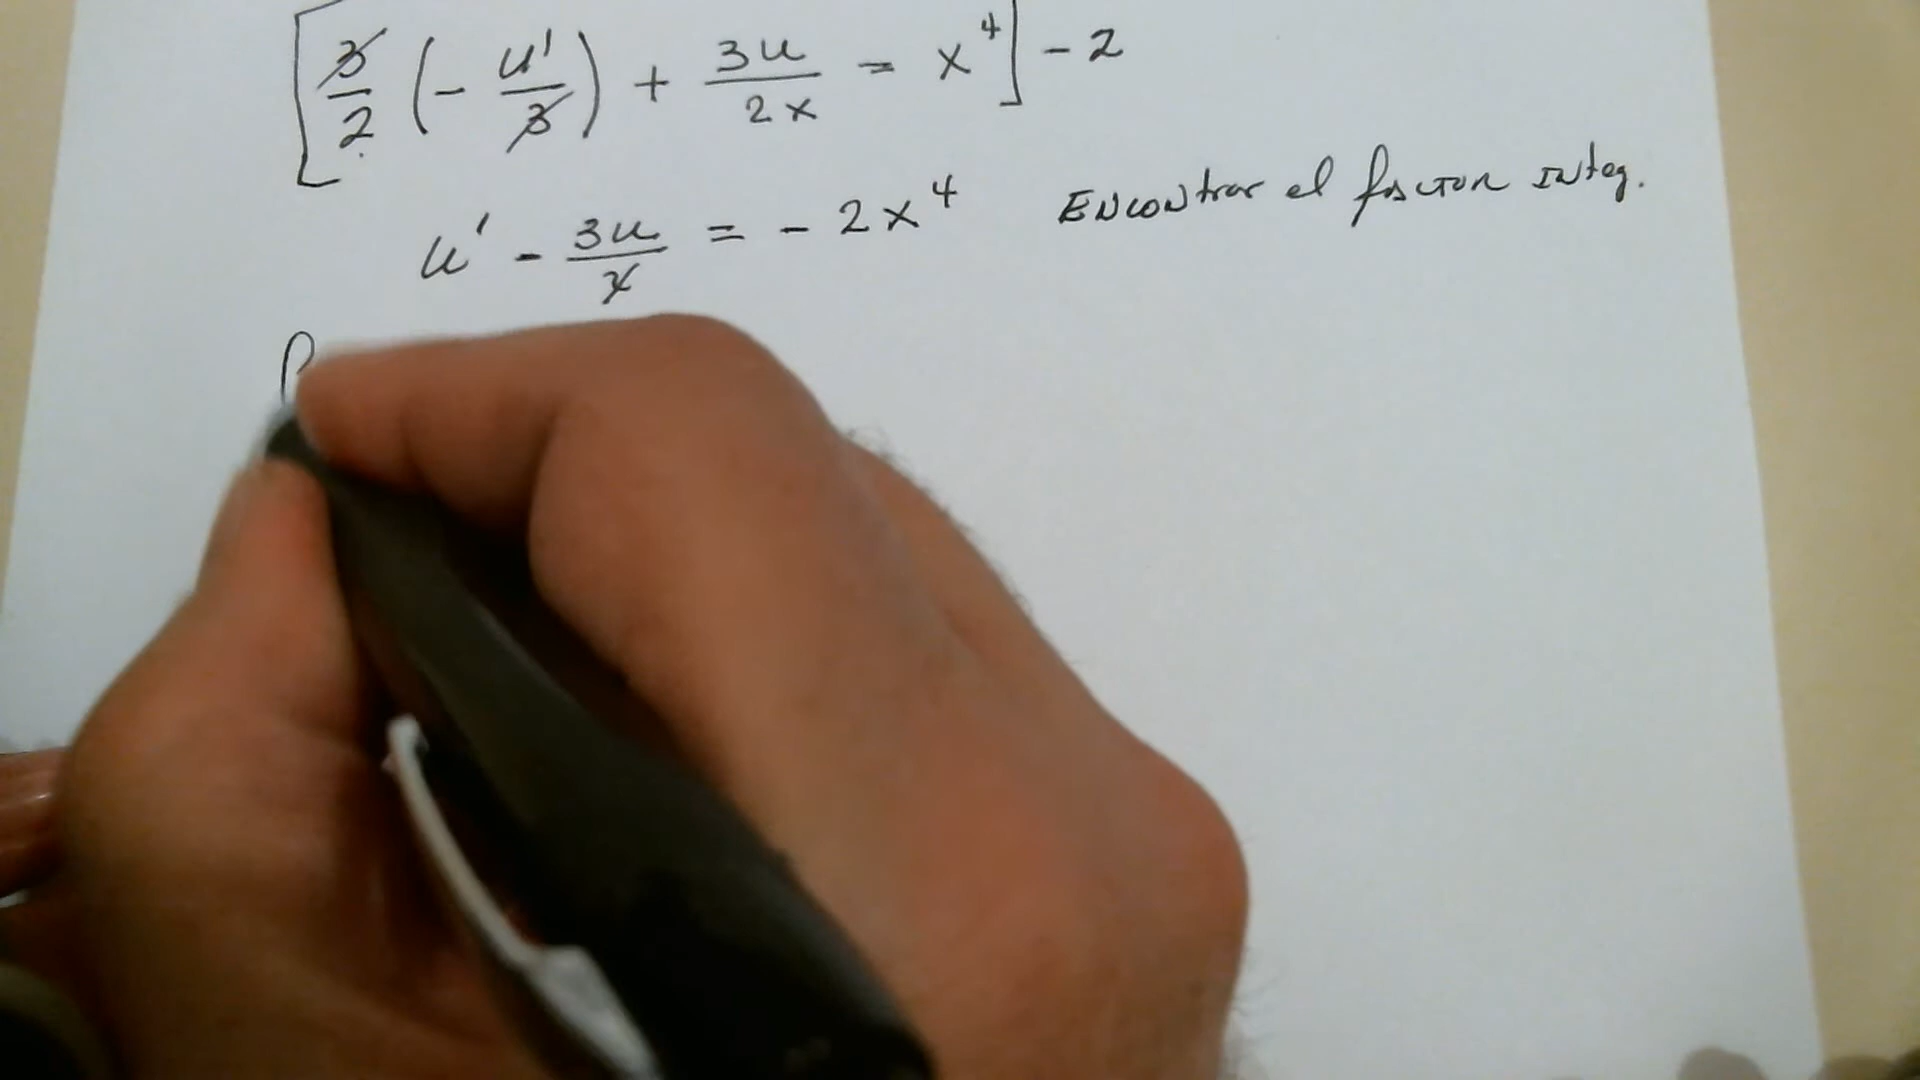 [3/2 (- u'/3) + 3u/2x = x⁴] - 2
u' - 3u/x = - 2x⁴ ENCONtrar el factor Integ.